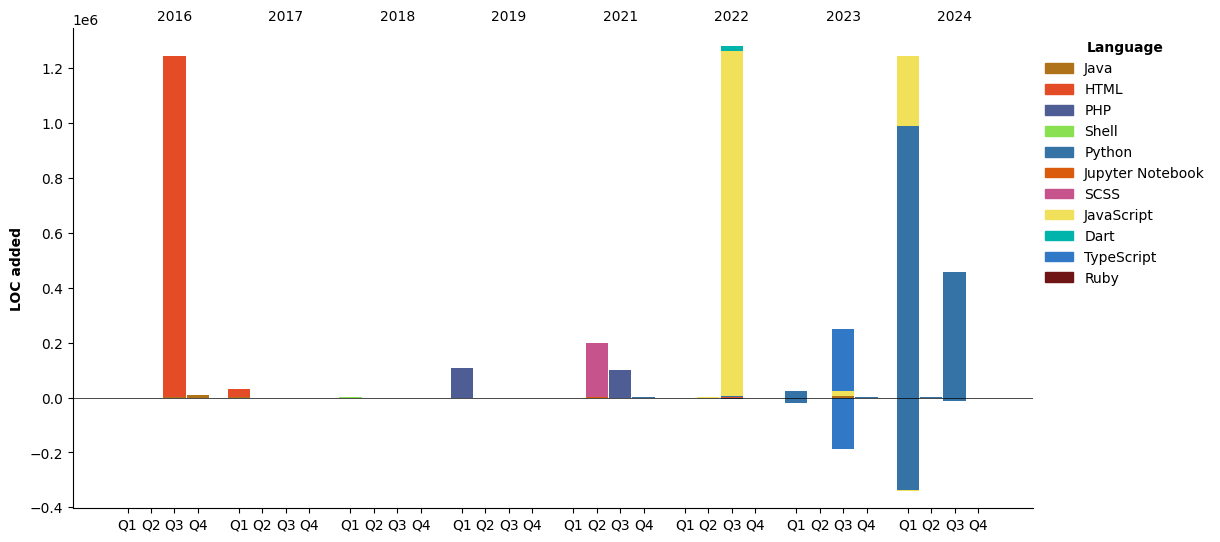 2016 2017 2018 2019 2021 2022 2023 2024
1e6
1.2
1.0
0.8
0.6
0.4
0.2
0.0
−0.2
−0.4
LOC added
Q1 Q2 Q3 Q4 Q1 Q2 Q3 Q4 Q1 Q2 Q3 Q4 Q1 Q2 Q3 Q4 Q1 Q2 Q3 Q4 Q1 Q2 Q3 Q4 Q1 Q2 Q3 Q4 Q1 Q2 Q3 Q4
Language
Java
HTML
PHP
Shell
Python
Jupyter Notebook
SCSS
JavaScript
Dart
TypeScript
Ruby